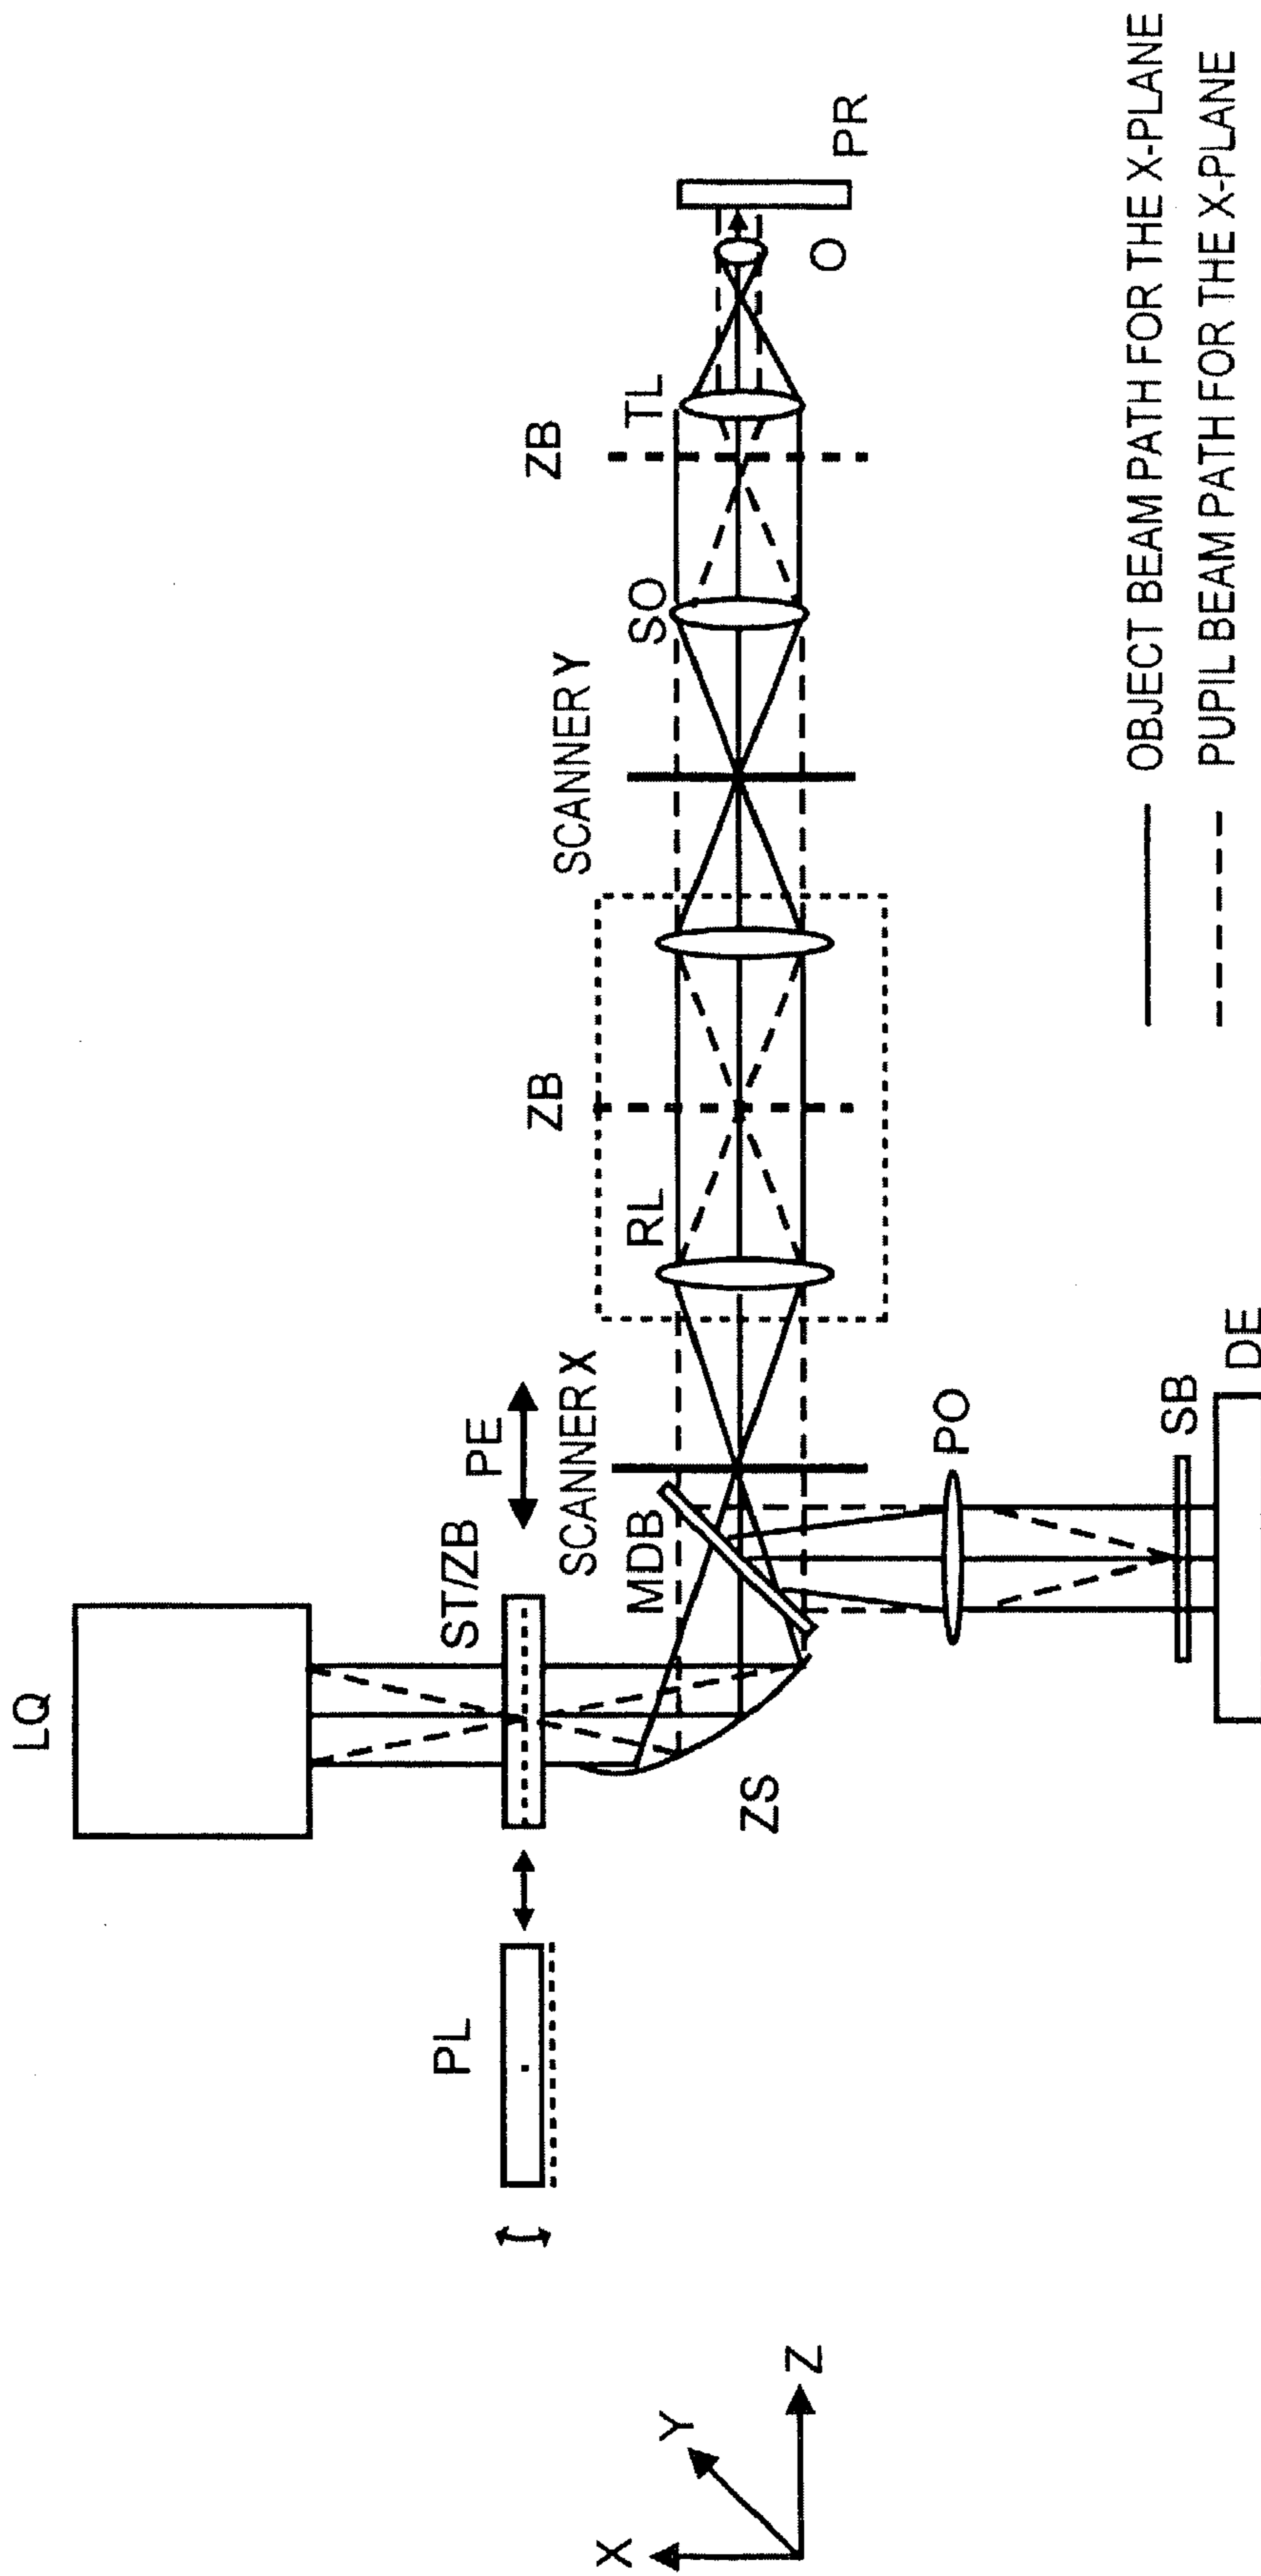 LQ
PL
ST/ZB
PE
ZS
MDB
SCANNER X
RL
ZB
SCANNER Y
SO
ZB
TL
O
PR
PO
SB
DE
X
Y
Z
OBJECT BEAM PATH FOR THE X-PLANE
PUPIL BEAM PATH FOR THE X-PLANE